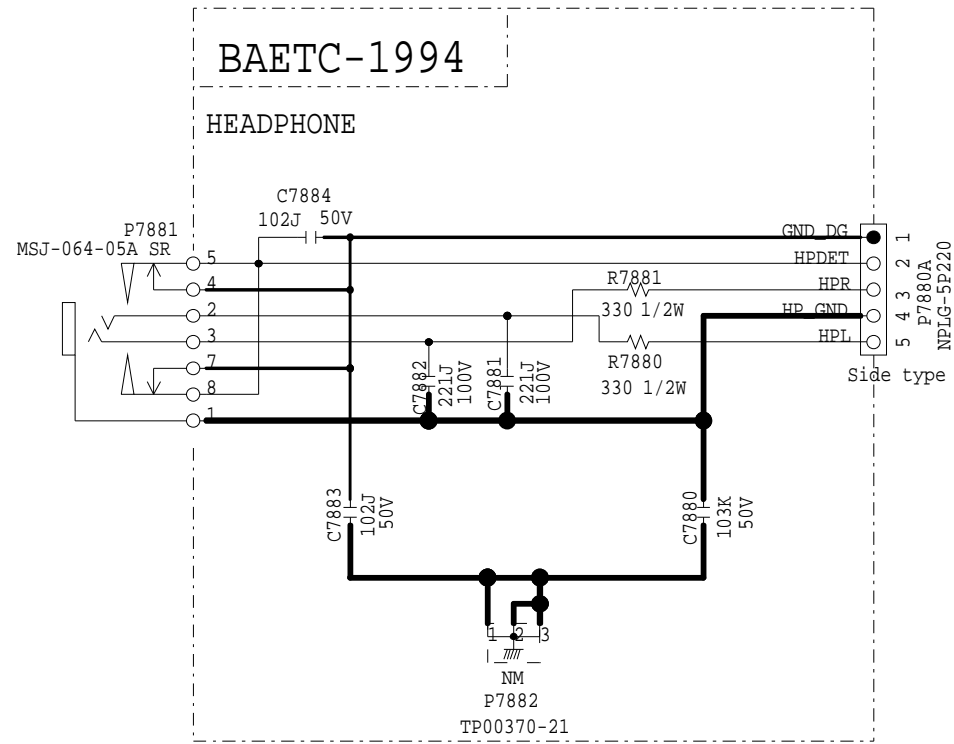 BAETC-1994
HEADPHONE
C7884
102J 50V
P7881
MSJ-064-05A SR
5
4
2
3
7
8
1
GND_DG
HPDET
HPR
HP_GND
HPL
1
2
3
4
5
P7880A
NPLG-5P220
Side type
R7881
330 1/2W
R7880
330 1/2W
C7882
221J
100V
C7881
221J
100V
C7883
102J
50V
C7880
103K
50V
1 2 3
NM
P7882
TP00370-21